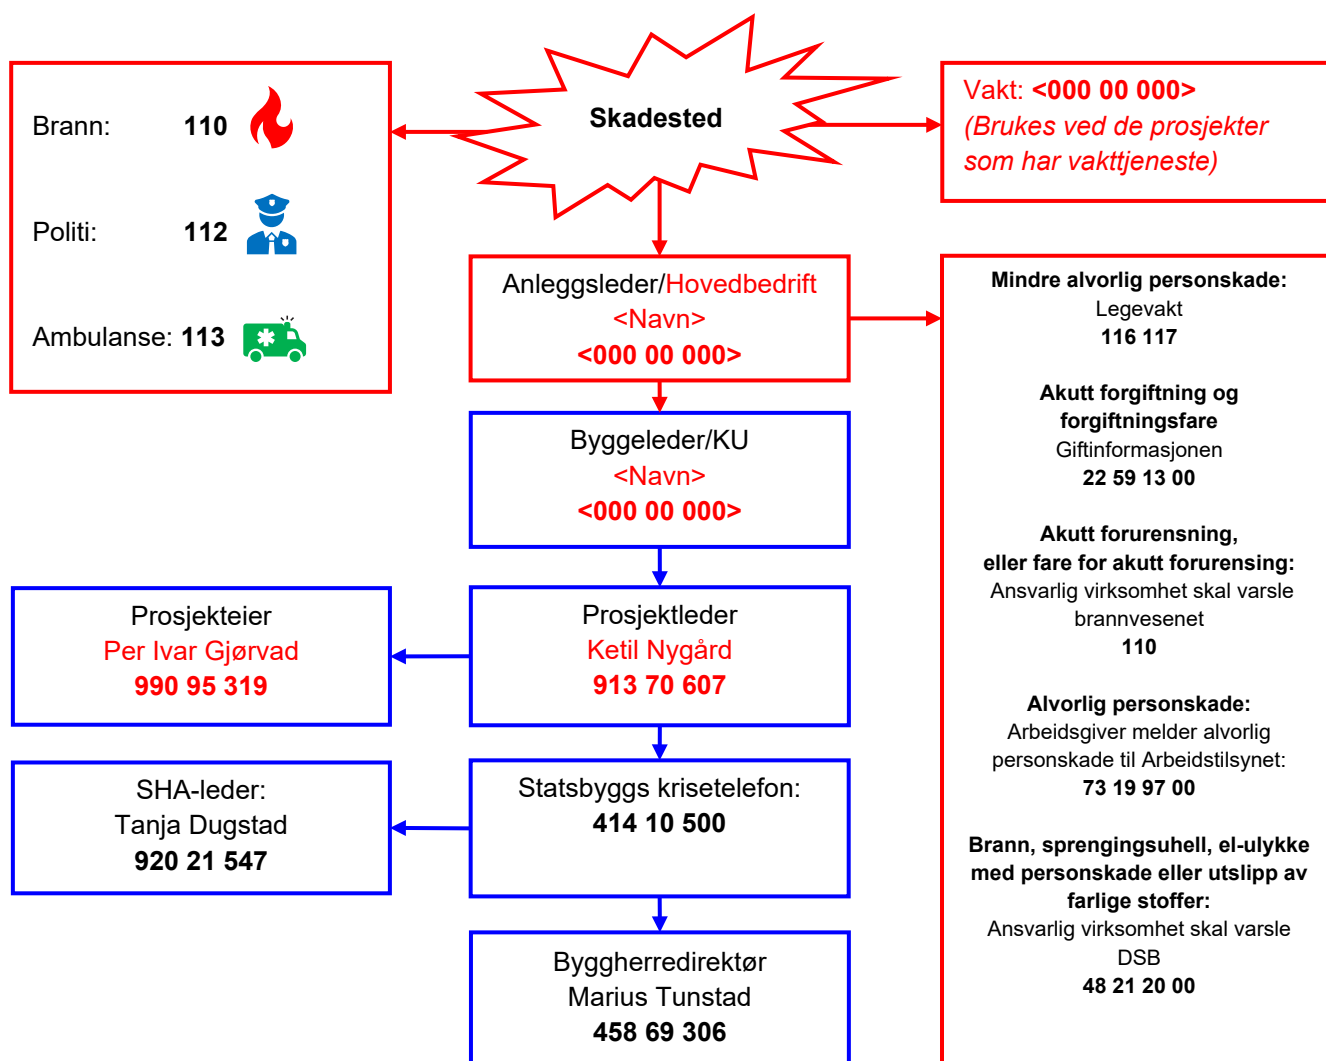 Skadested
Brann: 110
Politi: 112
Ambulanse: 113
Vakt: <000 00 000>
(Brukes ved de prosjekter
som har vakttjeneste)
Anleggsleder/Hovedbedrift
<Navn>
<000 00 000>
Byggeleder/KU
<Navn>
<000 00 000>
Prosjekteier
Per Ivar Gjørvad
990 95 319
Prosjektleder
Ketil Nygård
913 70 607
SHA-leder:
Tanja Dugstad
920 21 547
Statsbyggs krisetelefon:
414 10 500
Byggherredirektør
Marius Tunstad
458 69 306
Mindre alvorlig personskade:
Legevakt
116 117
Akutt forgiftning og
forgiftningsfare
Giftinformasjonen
22 59 13 00
Akutt forurensning,
eller fare for akutt forurensing:
Ansvarlig virksomhet skal varsle
brannvesenet
110
Alvorlig personskade:
Arbeidsgiver melder alvorlig
personskade til Arbeidstilsynet:
73 19 97 00
Brann, sprengingsuhell, el-ulykke
med personskade eller utslipp av
farlige stoffer:
Ansvarlig virksomhet skal varsle
DSB
48 21 20 00